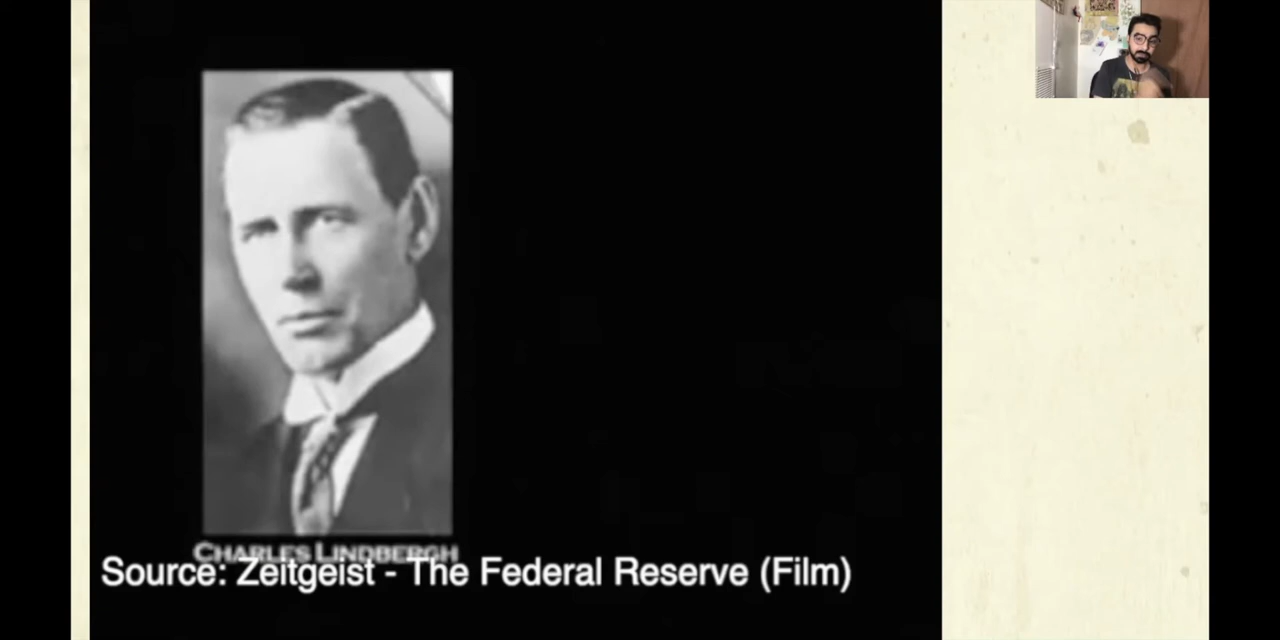 CHARLES LINDBERGH
Source: Zeitgeist - The Federal Reserve (Film)